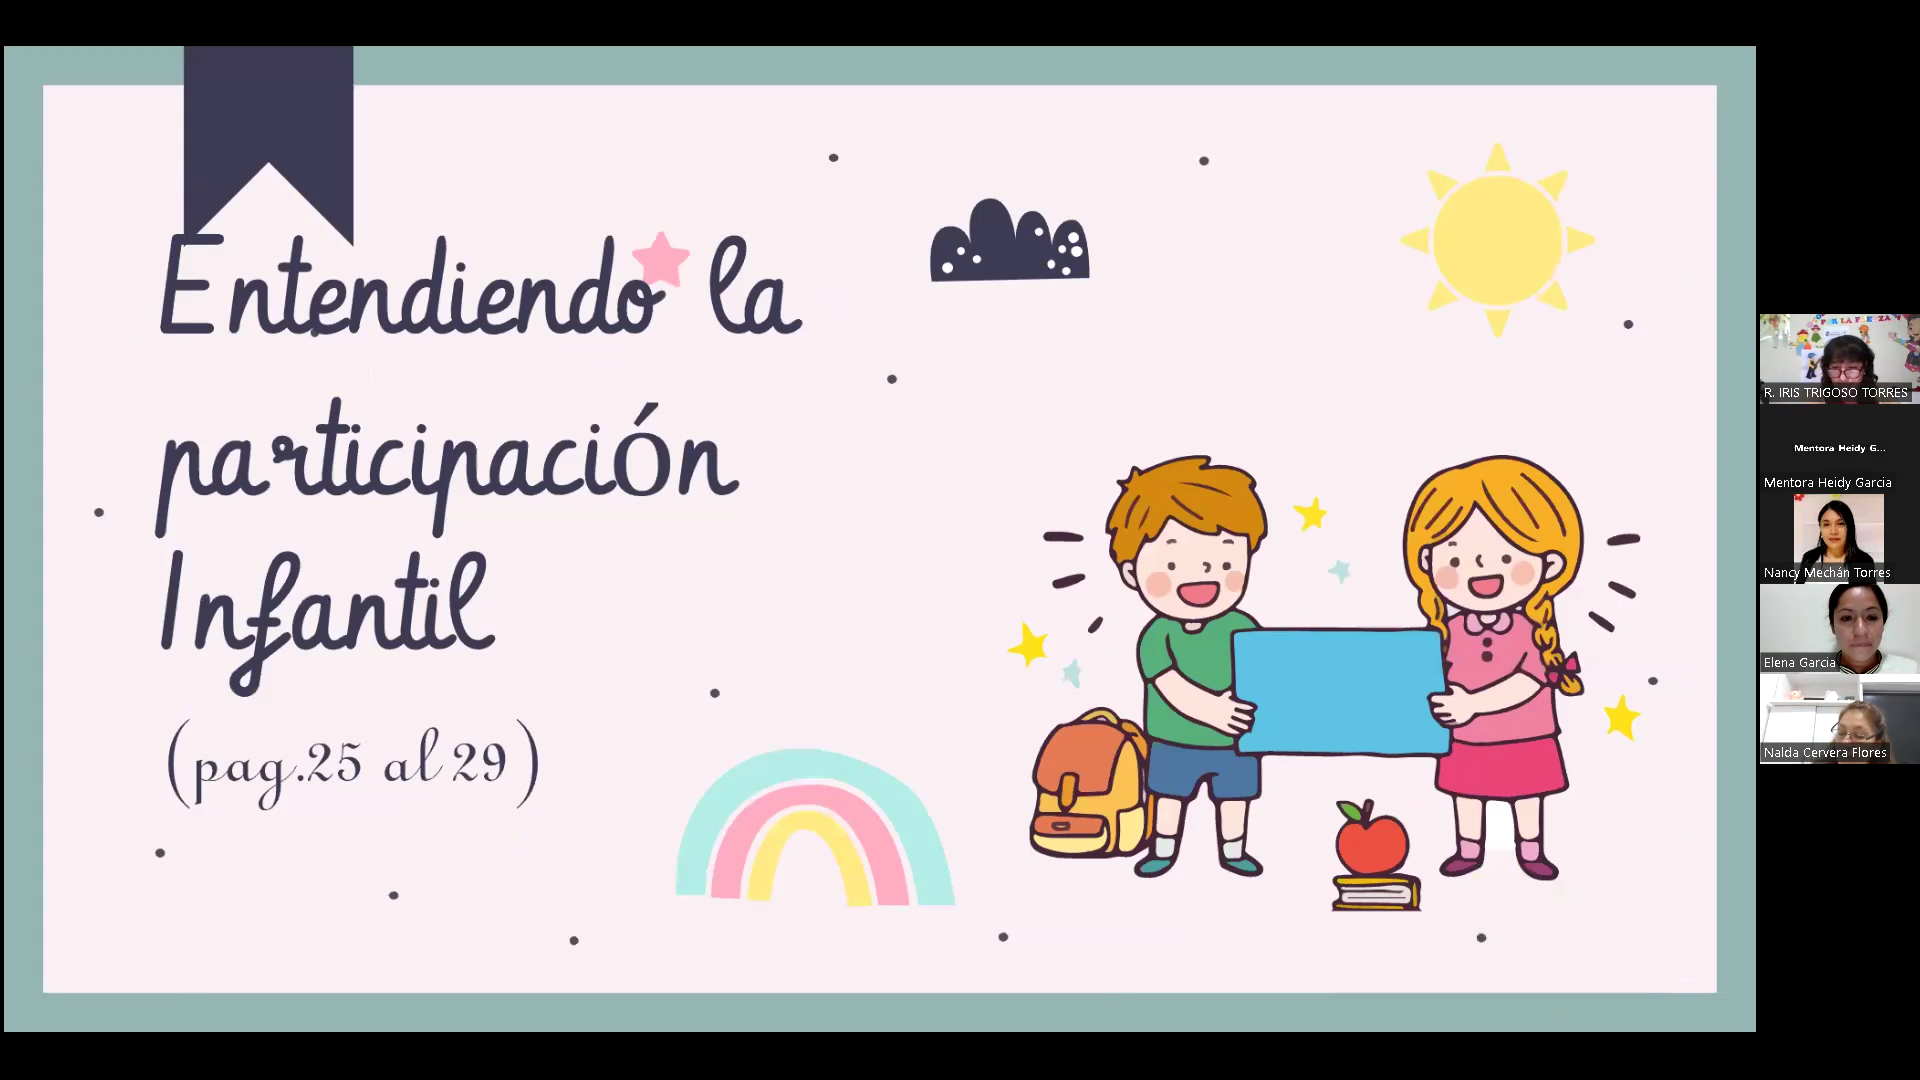 Entendiendo la
participación
Infantil
(pag.25 al 29)
R. IRIS TRIGOSO TORRES
Mentora Heidy G...
Mentora Heidy Garcia
Nancy Mechán Torres
Elena Garcia
Nalda Cervera Flores